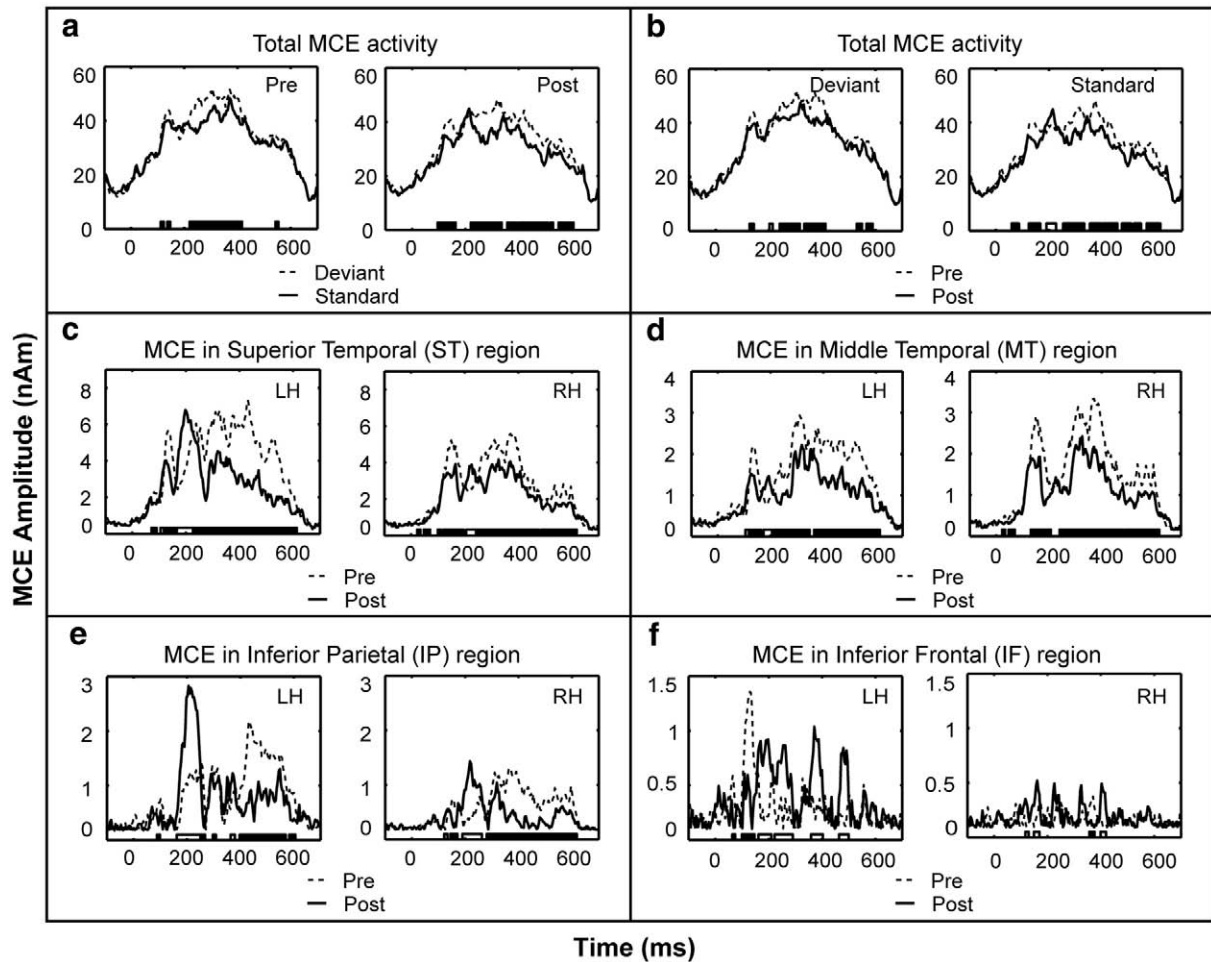 a
Total MCE activity
Pre
Post
60
40
20
0
60
40
20
0
0 200 400 600
0 200 400 600
Deviant
Standard
b
Total MCE activity
Deviant
Standard
60
40
20
0
60
40
20
0
0 200 400 600
0 200 400 600
Pre
Post
c
MCE in Superior Temporal (ST) region
LH
RH
8
6
4
2
0
8
6
4
2
0
0 200 400 600
0 200 400 600
Pre
Post
d
MCE in Middle Temporal (MT) region
LH
RH
4
3
2
1
0
4
3
2
1
0
0 200 400 600
0 200 400 600
Pre
Post
e
MCE in Inferior Parietal (IP) region
LH
RH
3
2
1
0
3
2
1
0
0 200 400 600
0 200 400 600
Pre
Post
f
MCE in Inferior Frontal (IF) region
LH
RH
1.5
1
0.5
0
1.5
1
0.5
0
0 200 400 600
0 200 400 600
Pre
Post
MCE Amplitude (nAm)
Time (ms)